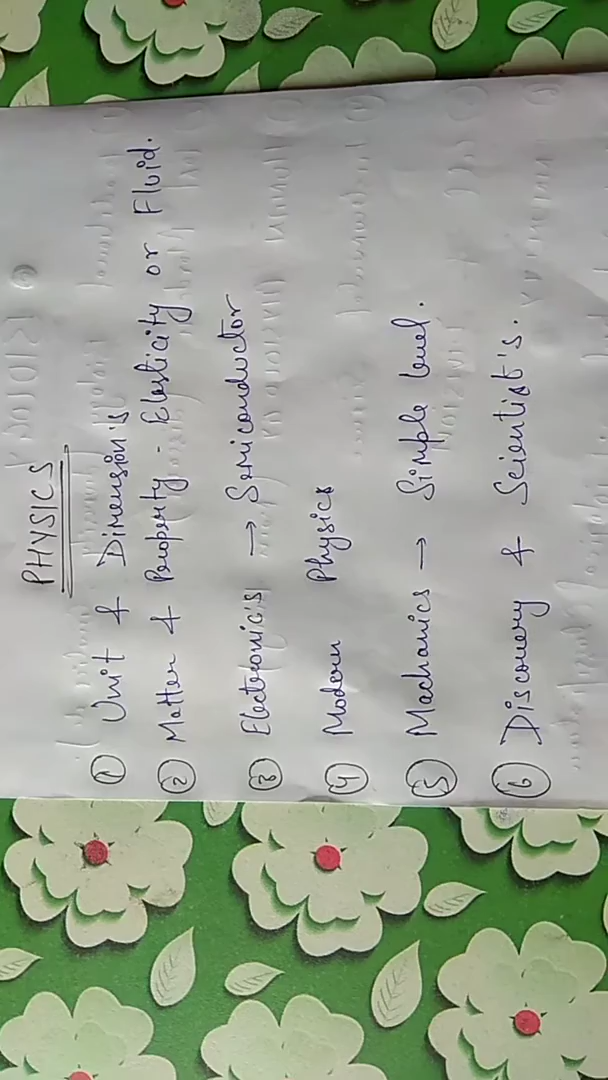 PHYSICS
① Unit & Dimension's
② Matter & Property - Elasticity or Fluid.
③ Electronic's → Semiconductor
④ Modern Physics
⑤ Machanics → Simple level.
⑥ Discovery & Scientist's.